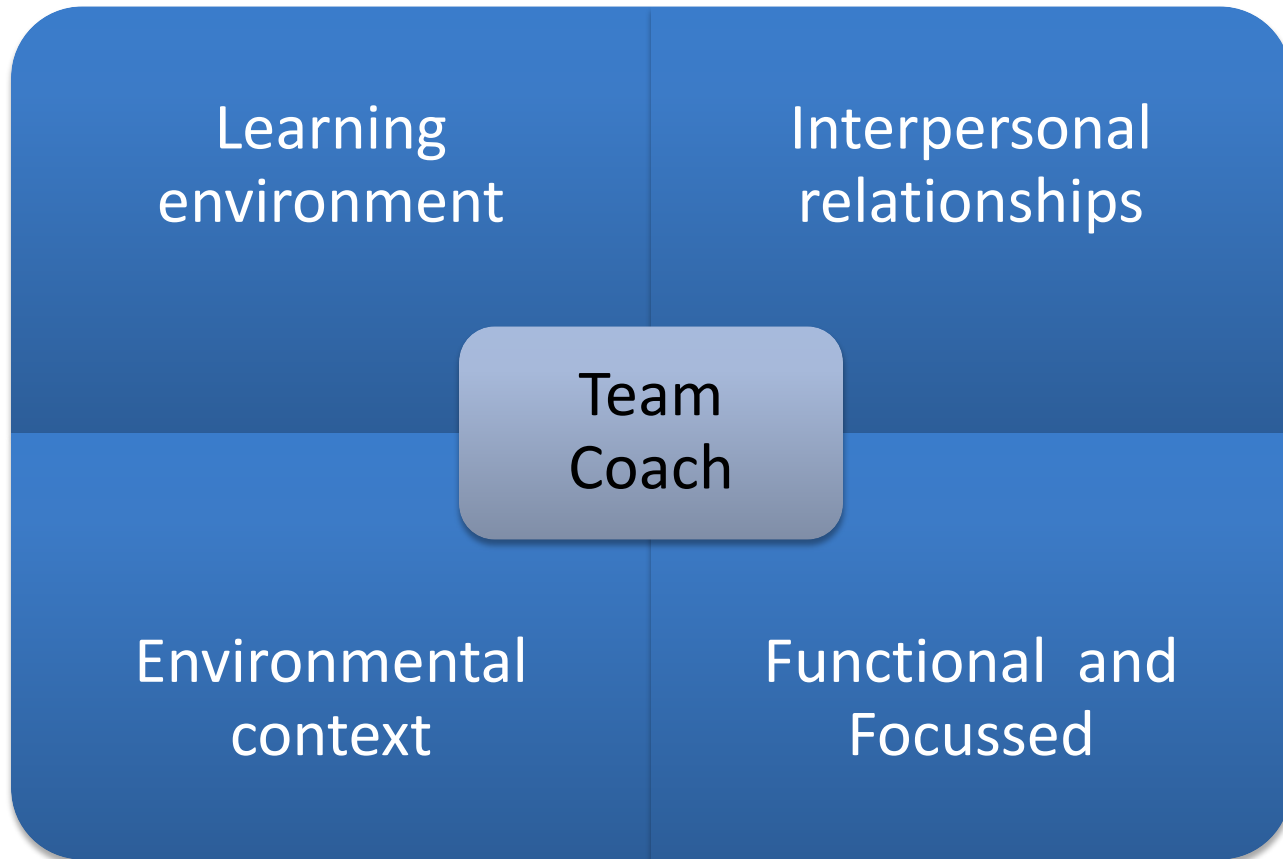 Learning
environment
Interpersonal
relationships
Team
Coach
Environmental
context
Functional  and
Focussed